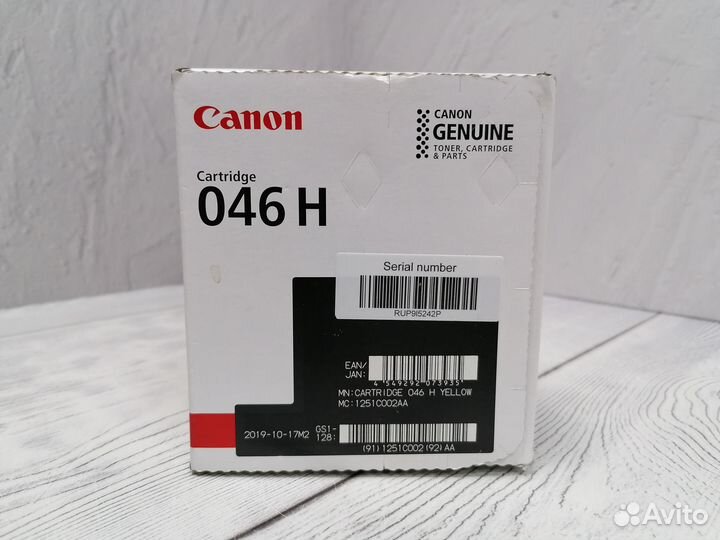 Canon
CANON
GENUINE
TONER, CARTRIDGE
& PARTS
Cartridge
046 H
Serial number
RUP9I5242P
EAN/
JAN:
4 549292 073935
MN:CARTRIDGE 046 H YELLOW
MC:1251C002AA
2019-10-17M2
GS1-
128:
(91)1251C002(92)AA
Avito